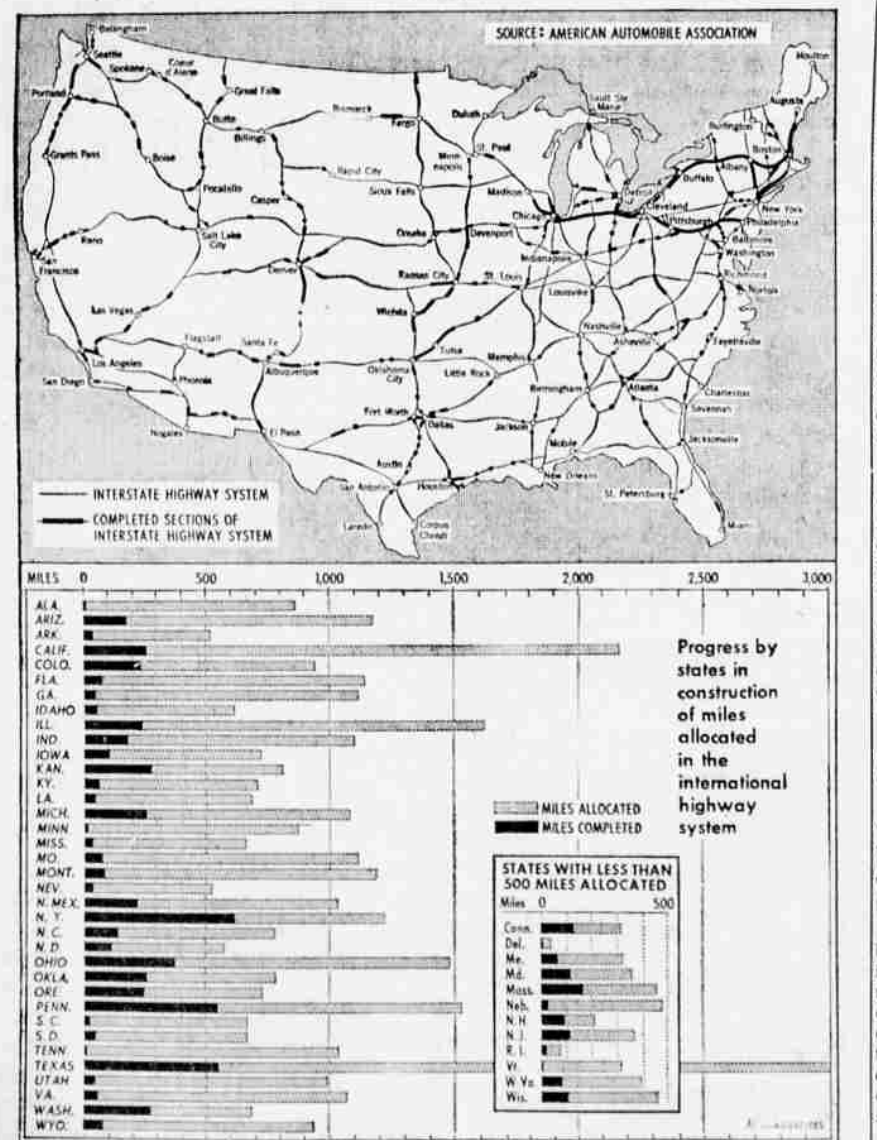 SOURCE: AMERICAN AUTOMOBILE ASSOCIATION
Bellingham
Seattle
Spokane
Coeur d'Alene
Great Falls
Portland
Butte
Billings
Bismarck
Fargo
Duluth
Sault Ste Marie
Houlton
Augusta
Burlington
Boston
Albany
Buffalo
Grants Pass
Boise
Pocatello
Casper
Rapid City
Sioux Falls
Minneapolis
St. Paul
Madison
Detroit
Cleveland
Chicago
Pittsburgh
New York
Philadelphia
Baltimore
Washington
Richmond
Norfolk
Reno
San Francisco
Salt Lake City
Denver
Omaha
Davenport
Indianapolis
Kansas City
St. Louis
Louisville
Las Vegas
Wichita
Nashville
Asheville
Fayetteville
Flagstaff
Santa Fe
Tulsa
Memphis
Los Angeles
Phoenix
Albuquerque
Oklahoma City
Little Rock
Birmingham
Atlanta
Charleston
Savannah
San Diego
Nogales
El Paso
Fort Worth
Dallas
Jackson
Mobile
Jacksonville
Austin
San Antonio
Houston
New Orleans
St. Petersburg
Miami
Laredo
Corpus Christi
INTERSTATE HIGHWAY SYSTEM
COMPLETED SECTIONS OF
INTERSTATE HIGHWAY SYSTEM
MILES 0 500 1,000 1,500 2,000 2,500 3,000
ALA.
ARIZ.
ARK.
CALIF.
COLO.
FLA.
GA.
IDAHO
ILL.
IND.
IOWA
KAN.
KY.
LA.
MICH.
MINN.
MISS.
MO.
MONT.
NEV.
N. MEX.
N. Y.
N. C.
N. D.
OHIO
OKLA.
ORE.
PENN.
S. C.
S. D.
TENN.
TEXAS
UTAH
VA.
WASH.
WYO.
Progress by
states in
construction
of miles
allocated
in the
international
highway
system
MILES ALLOCATED
MILES COMPLETED
STATES WITH LESS THAN
500 MILES ALLOCATED
Miles 0 500
Conn.
Del.
Me.
Md.
Mass.
Neb.
N. H.
N. J.
R. I.
Vt.
W Va.
Wis.